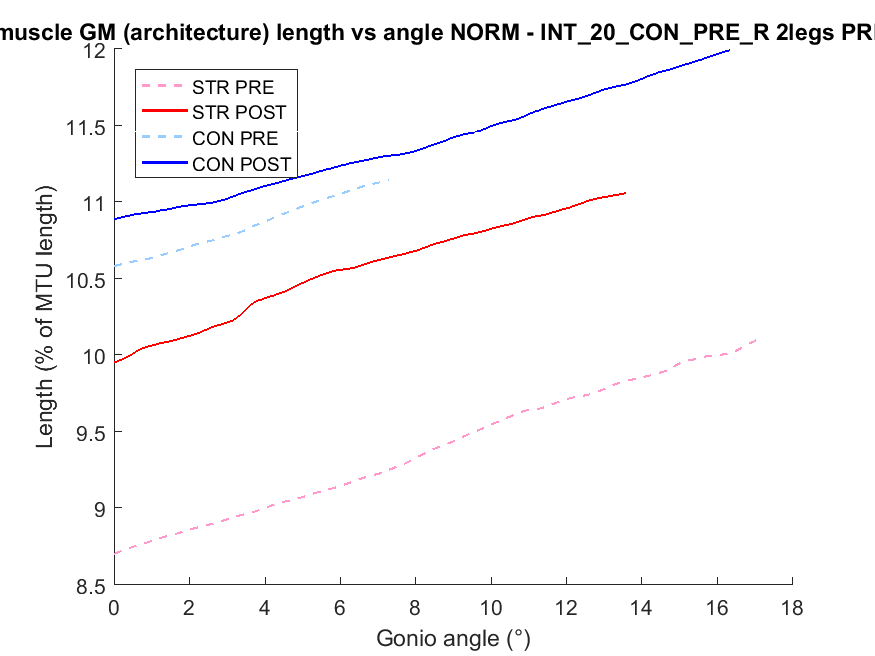 muscle GM (architecture) length vs angle NORM - INT_20_CON_PRE_R 2legs PRE
12
11.5
11
10.5
10
9.5
9
8.5
Length (% of MTU length)
STR PRE
STR POST
CON PRE
CON POST
0 2 4 6 8 10 12 14 16 18
Gonio angle (°)